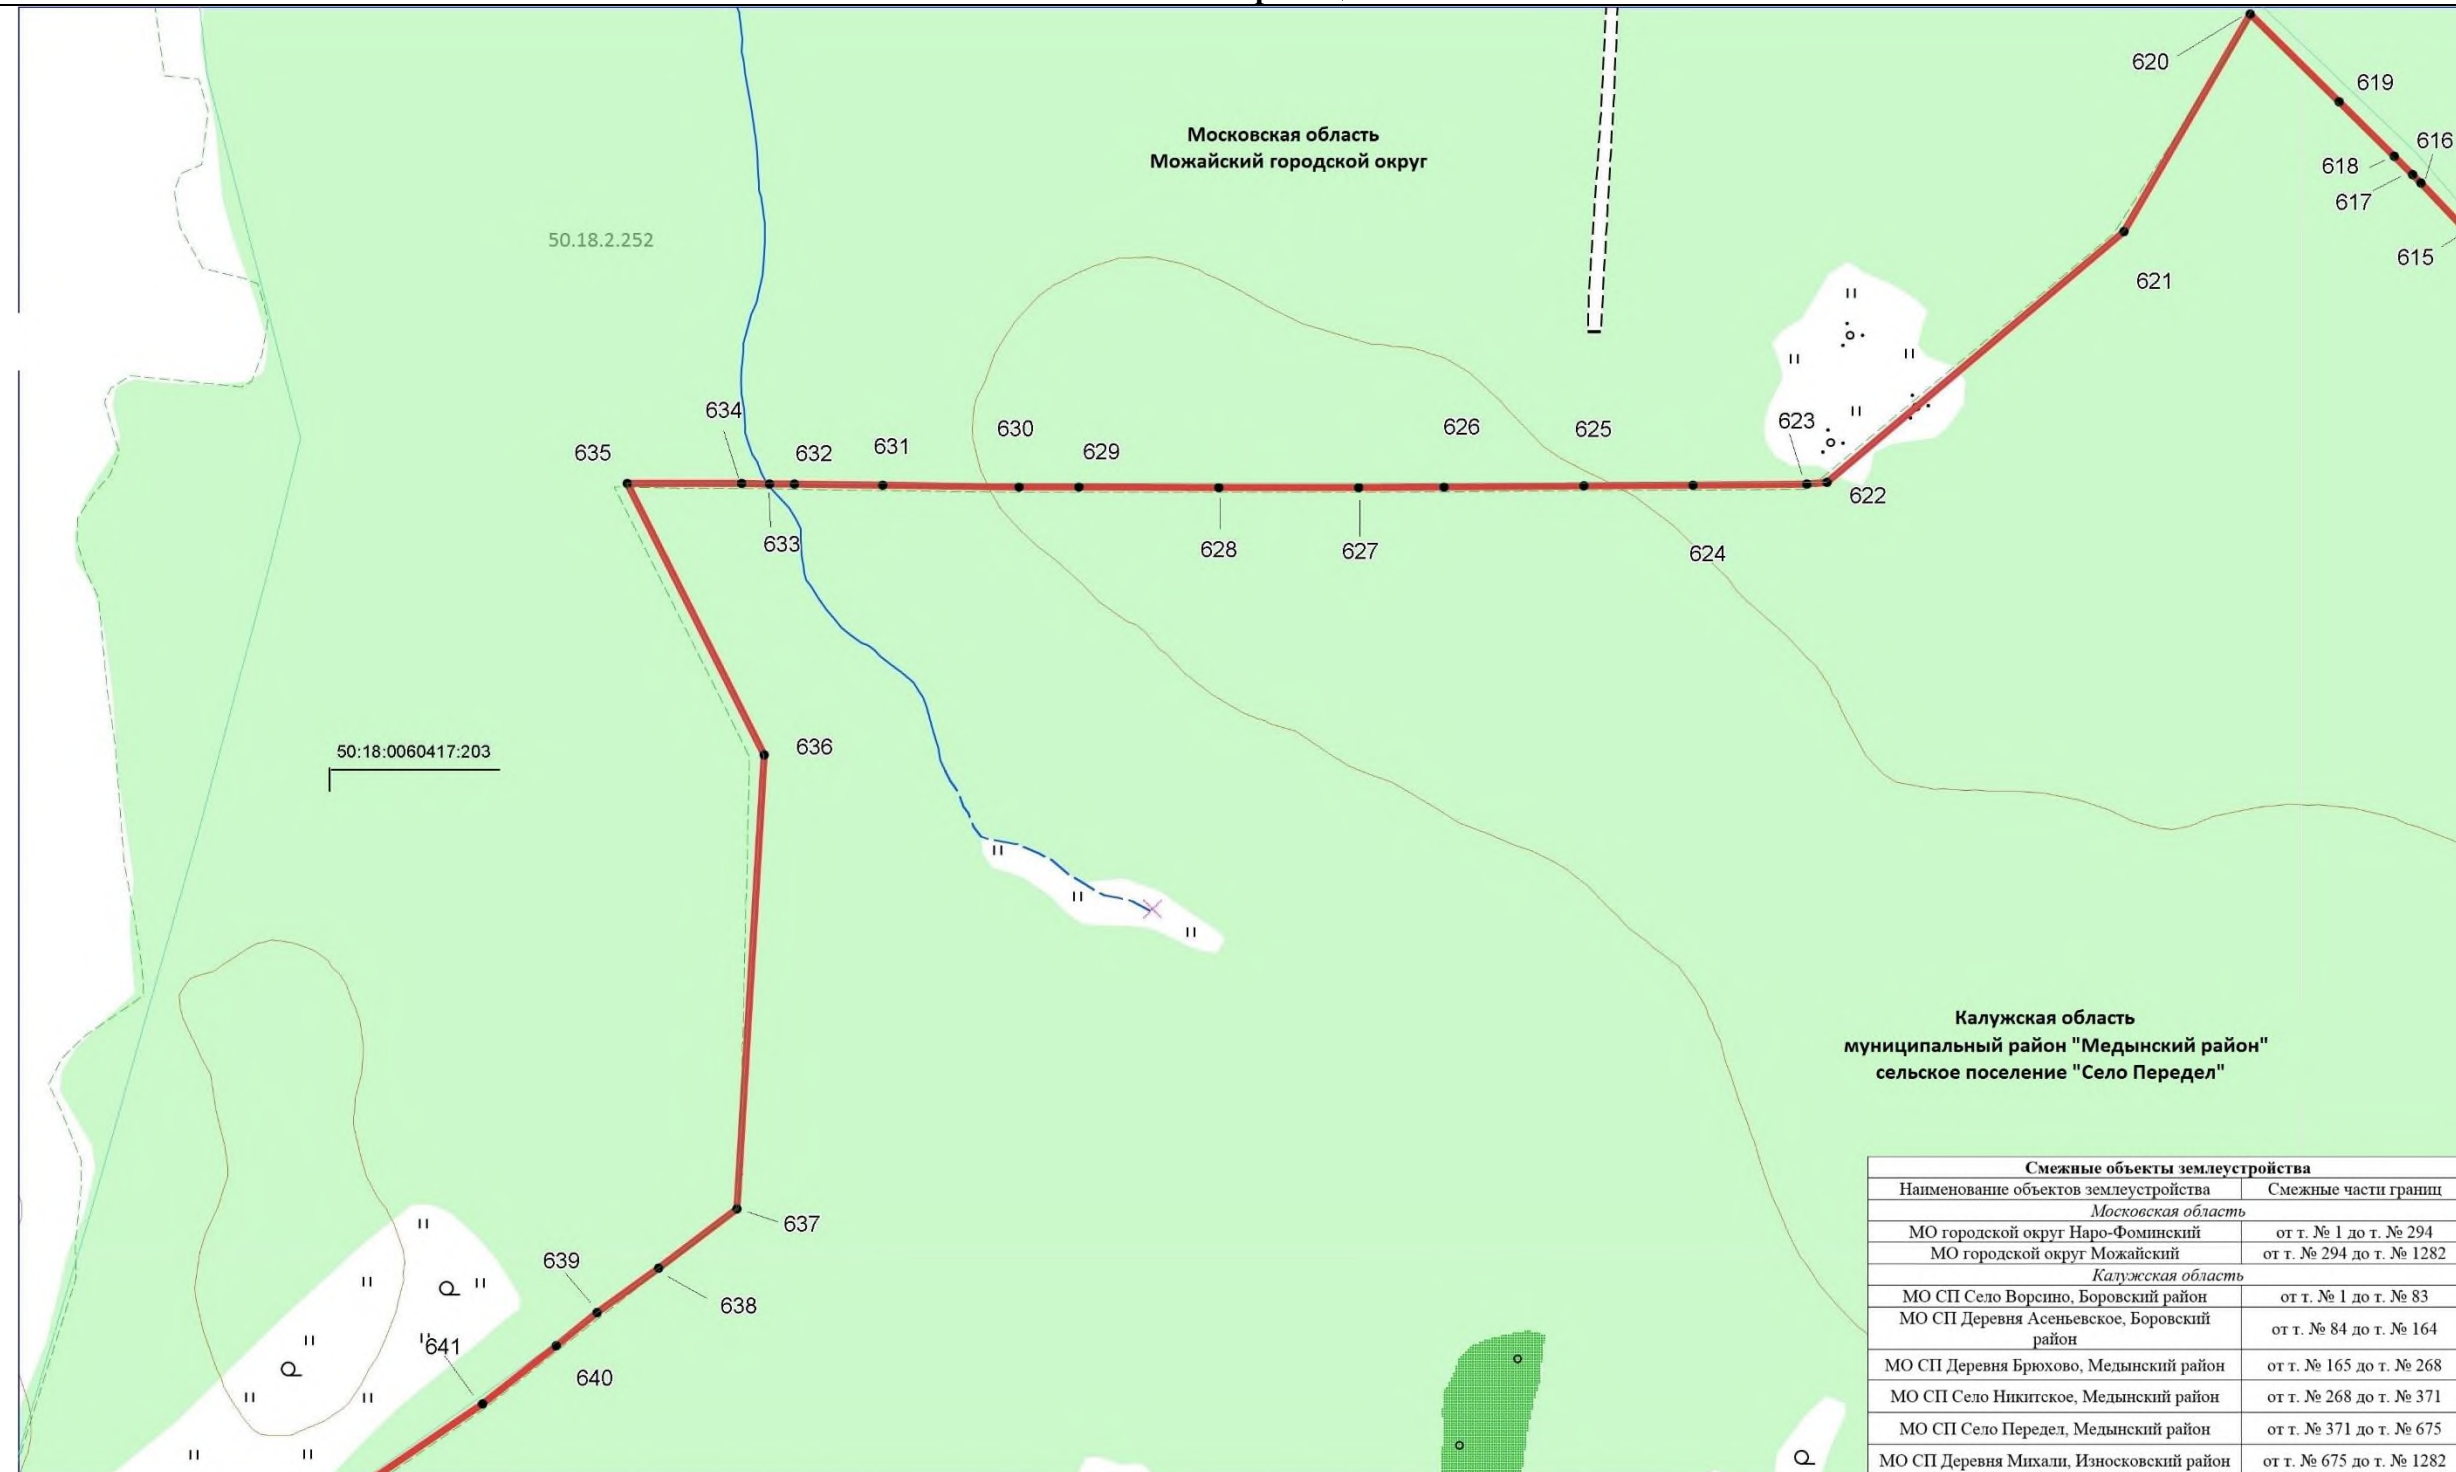 620
619
616
618
617
615
621
Московская область
Можайский городской округ
50.18.2.252
634
635
632
631
630
629
626
625
623
622
633
628
627
624
636
50:18:0060417:203
637
639
638
641
640
Калужская область
муниципальный район "Медынский район"
сельское поселение "Село Передел"
Смежные объекты землеустройства
Наименование объектов землеустройства Смежные части границ
Московская область
МО городской округ Наро-Фоминский от т. № 1 до т. № 294
МО городской округ Можайский от т. № 294 до т. № 1282
Калужская область
МО СП Село Ворсино, Боровский район от т. № 1 до т. № 83
МО СП Деревня Асеньевское, Боровский
район
от т. № 84 до т. № 164
МО СП Деревня Брюхово, Медынский район от т. № 165 до т. № 268
МО СП Село Никитское, Медынский район от т. № 268 до т. № 371
МО СП Село Передел, Медынский район от т. № 371 до т. № 675
МО СП Деревня Михали, Износковский район от т. № 675 до т. № 1282